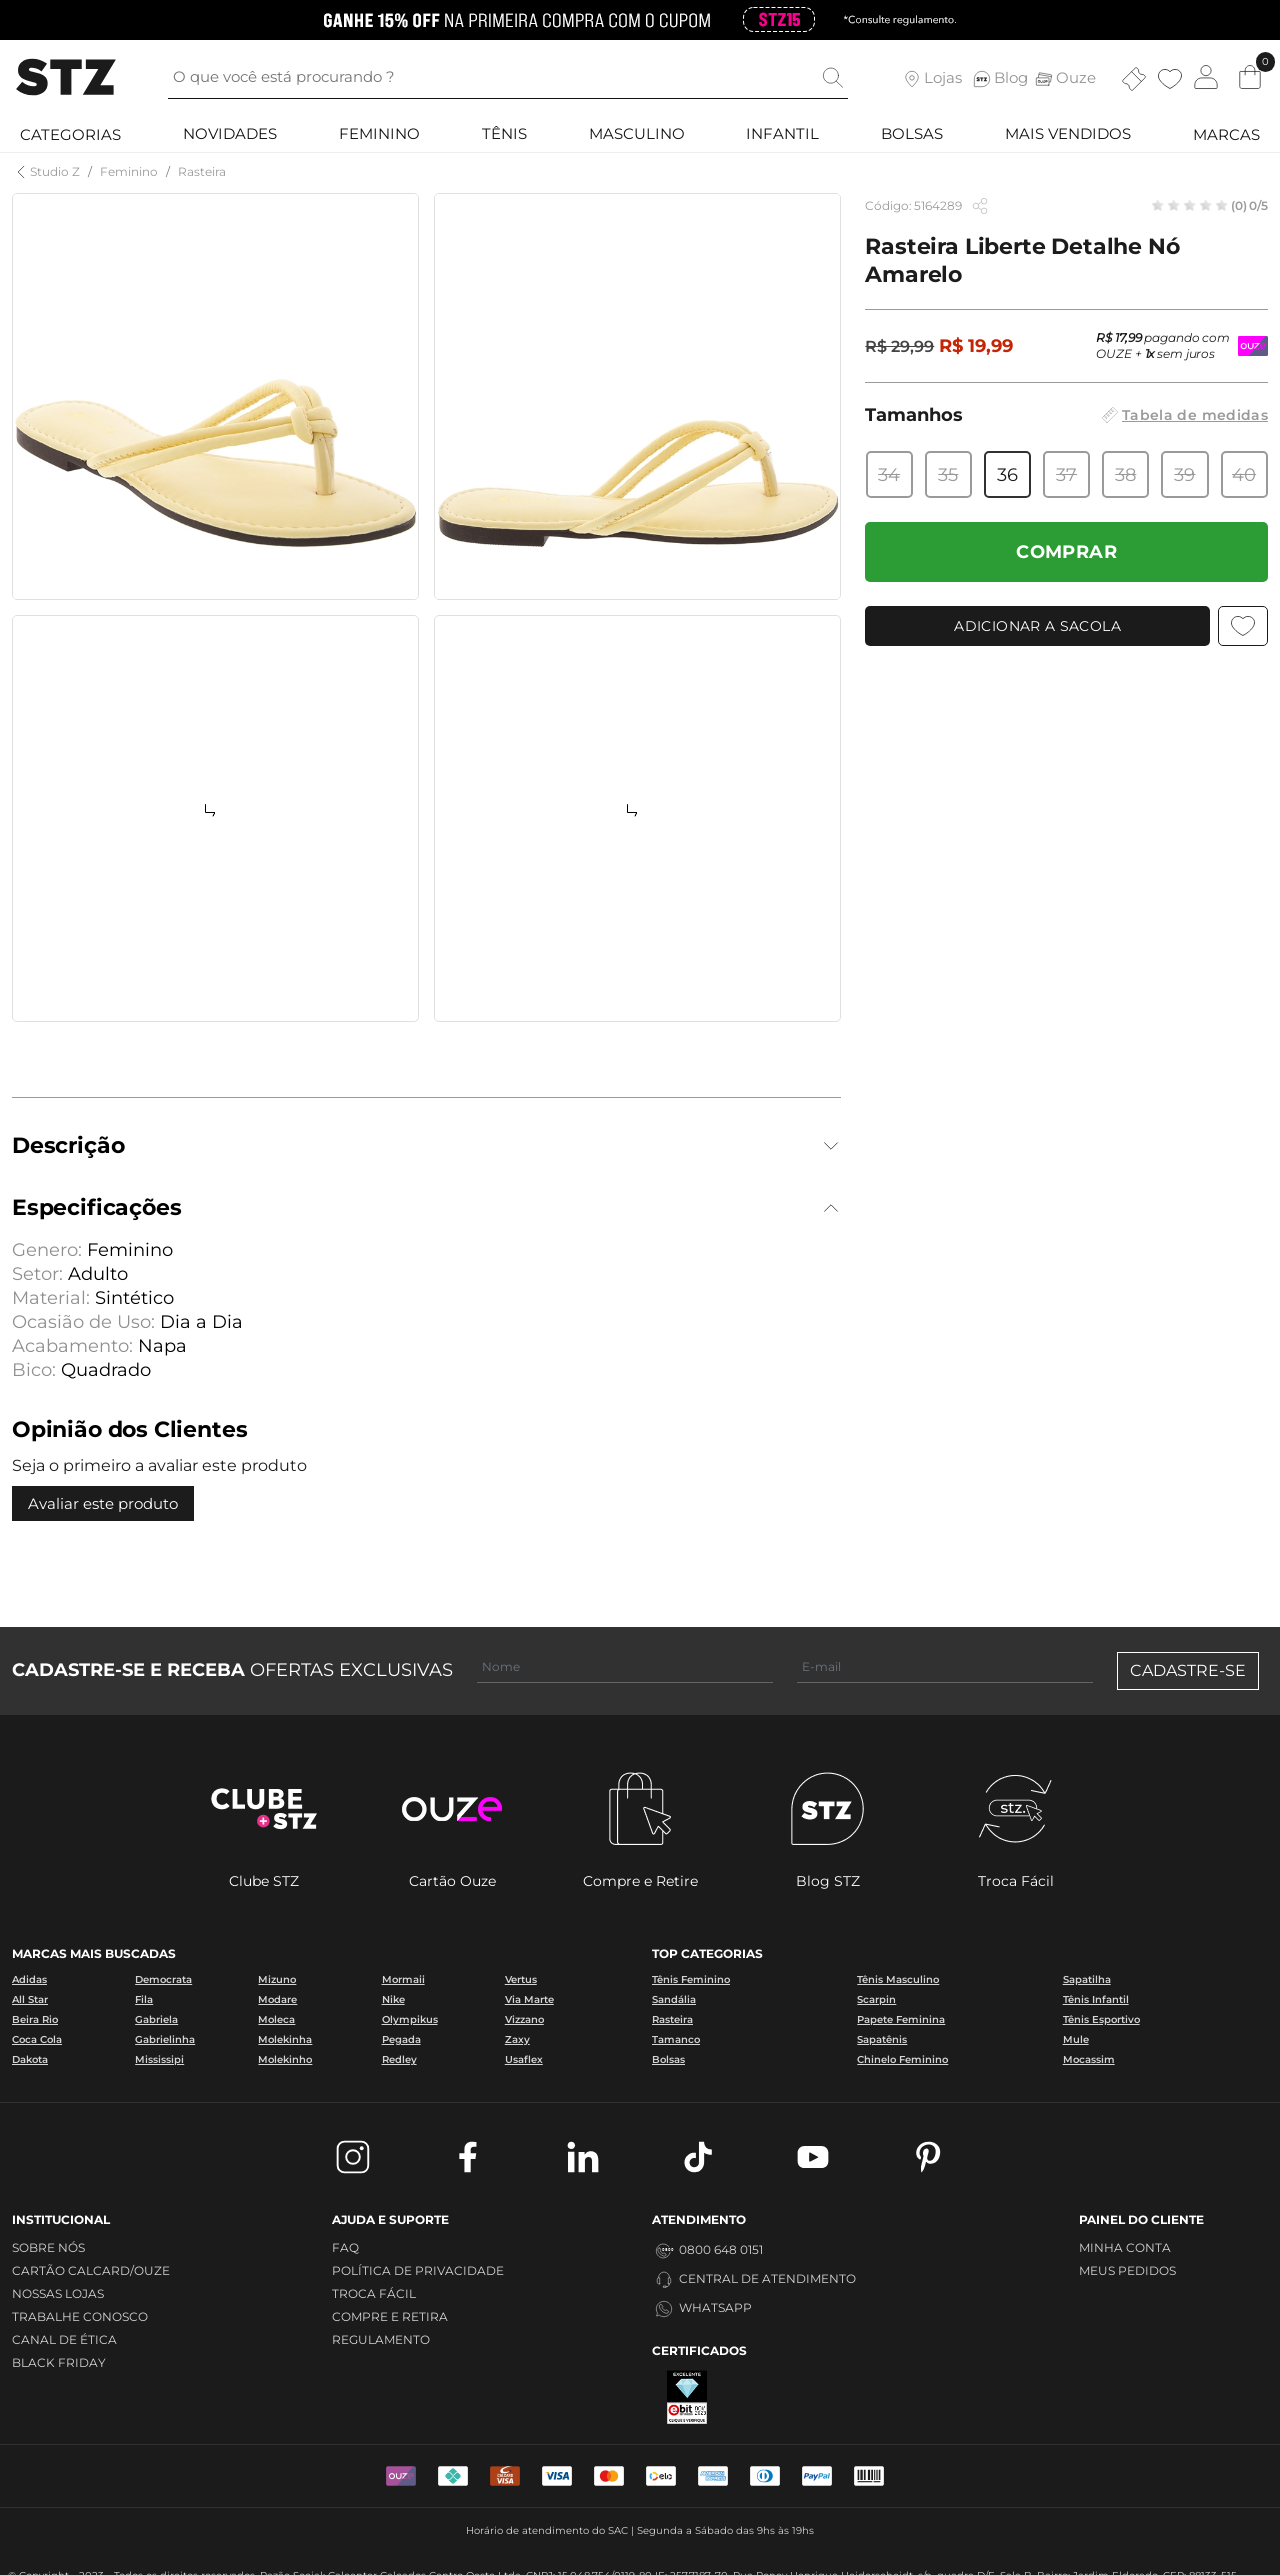 GANHE 15% OFF NA PRIMEIRA COMPRA COM O CUPOM STZ15 *Consulte regulamento.
STZ
O que você está procurando ?
Lojas
STZ Blog
Ouze
0
CATEGORIAS NOVIDADES FEMININO TÊNIS MASCULINO INFANTIL BOLSAS MAIS VENDIDOS MARCAS
Studio Z / Feminino / Rasteira
Código: 5164289
(0) 0/5
Rasteira Liberte Detalhe Nó
Amarelo
R$ 29,99 R$ 19,99
R$ 17,99 pagando com
OUZE + 1x sem juros
OUZE
Tamanhos
Tabela de medidas
34 35 36 37 38 39 40
COMPRAR
ADICIONAR A SACOLA
Descrição
Especificações
Genero: Feminino
Setor: Adulto
Material: Sintético
Ocasião de Uso: Dia a Dia
Acabamento: Napa
Bico: Quadrado
Opinião dos Clientes
Seja o primeiro a avaliar este produto
Avaliar este produto
CADASTRE-SE E RECEBA OFERTAS EXCLUSIVAS
Nome
E-mail
CADASTRE-SE
CLUBE
+STZ
ouze
STZ
stz.
Clube STZ
Cartão Ouze
Compre e Retire
Blog STZ
Troca Fácil
MARCAS MAIS BUSCADAS
Adidas Democrata Mizuno Mormaii Vertus
All Star Fila Modare Nike Via Marte
Beira Rio Gabriela Moleca Olympikus Vizzano
Coca Cola Gabrielinha Molekinha Pegada Zaxy
Dakota Mississipi Molekinho Redley Usaflex
TOP CATEGORIAS
Tênis Feminino Tênis Masculino Sapatilha
Sandália Scarpin Tênis Infantil
Rasteira Papete Feminina Tênis Esportivo
Tamanco Sapatênis Mule
Bolsas Chinelo Feminino Mocassim
INSTITUCIONAL
SOBRE NÓS
CARTÃO CALCARD/OUZE
NOSSAS LOJAS
TRABALHE CONOSCO
CANAL DE ÉTICA
BLACK FRIDAY
AJUDA E SUPORTE
FAQ
POLÍTICA DE PRIVACIDADE
TROCA FÁCIL
COMPRE E RETIRA
REGULAMENTO
ATENDIMENTO
0800 648 0151
CENTRAL DE ATENDIMENTO
WHATSAPP
CERTIFICADOS
EXCELENTE
ebit
CLIQUE E VERIFIQUE
PAINEL DO CLIENTE
MINHA CONTA
MEUS PEDIDOS
OUZE
VISA
VISA
elo
PayPal
Horário de atendimento do SAC | Segunda a Sábado das 9hs às 19hs